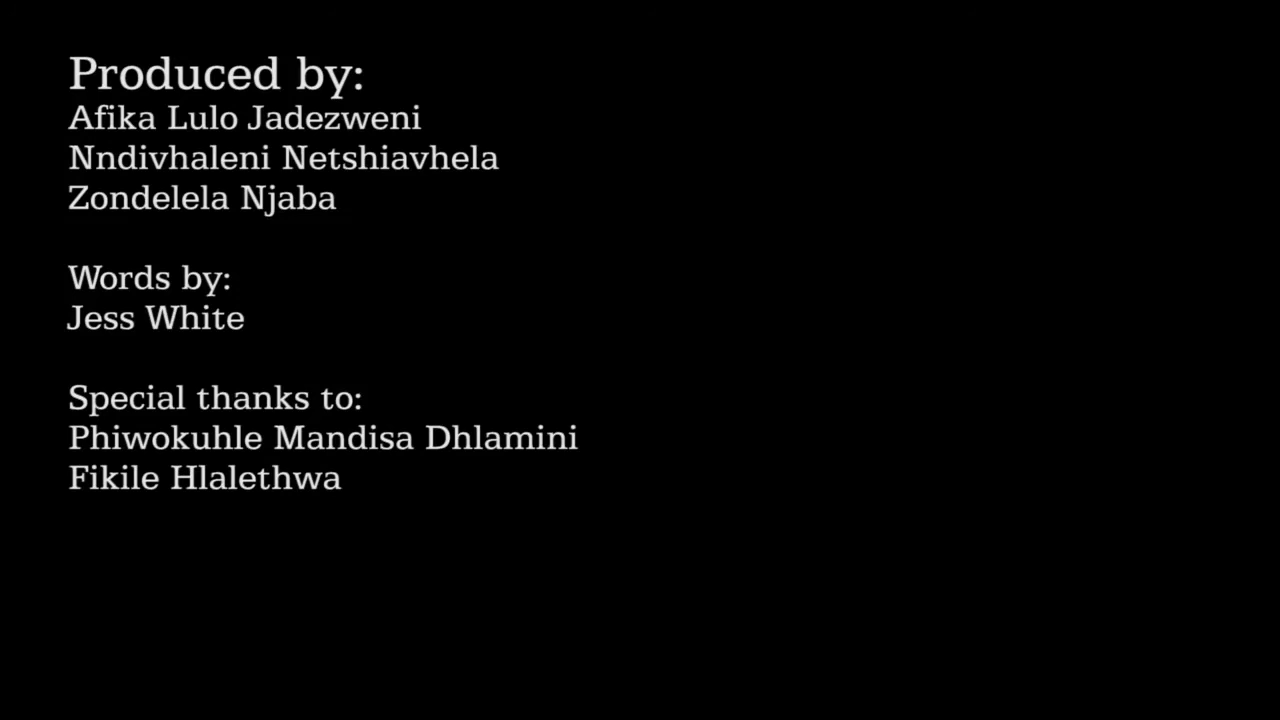 Produced by:
Afika Lulo Jadezweni
Nndivhaleni Netshiavhela
Zondelela Njaba
Words by:
Jess White
Special thanks to:
Phiwokuhle Mandisa Dhlamini
Fikile Hlalethwa